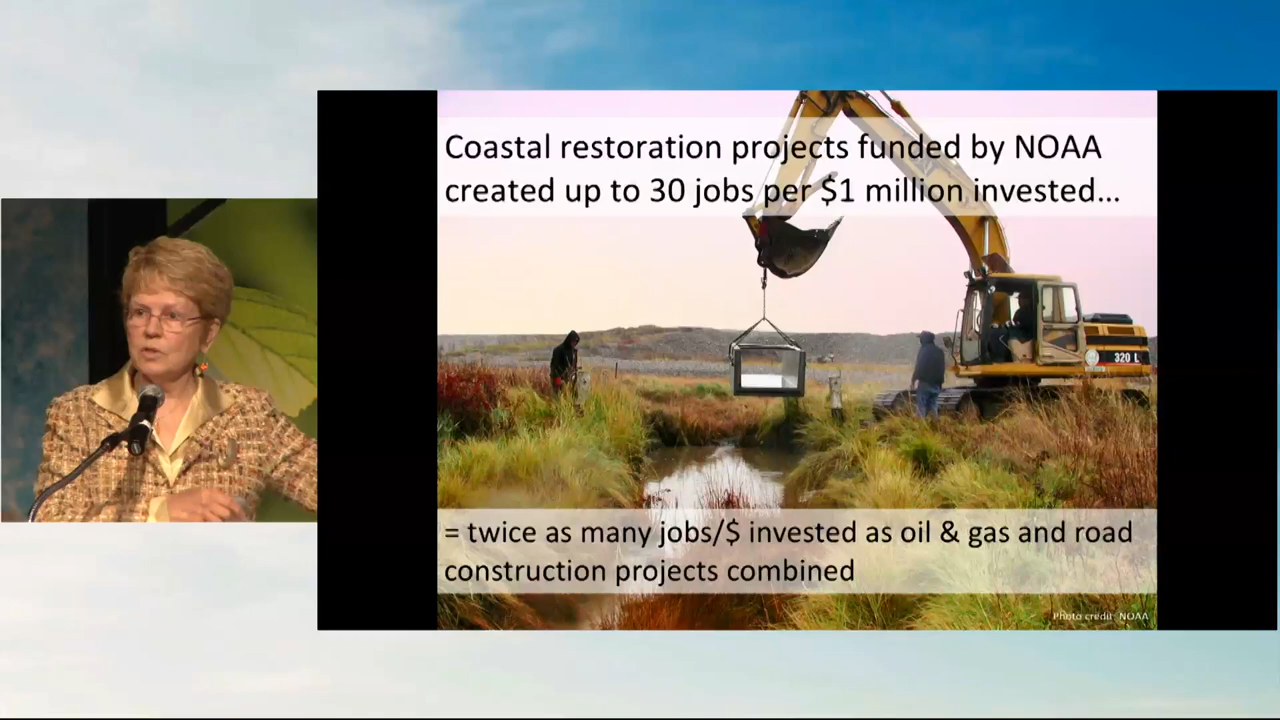 Coastal restoration projects funded by NOAA
created up to 30 jobs per $1 million invested...
320 L
= twice as many jobs/$ invested as oil & gas and road
construction projects combined
Photo credit: NOAA